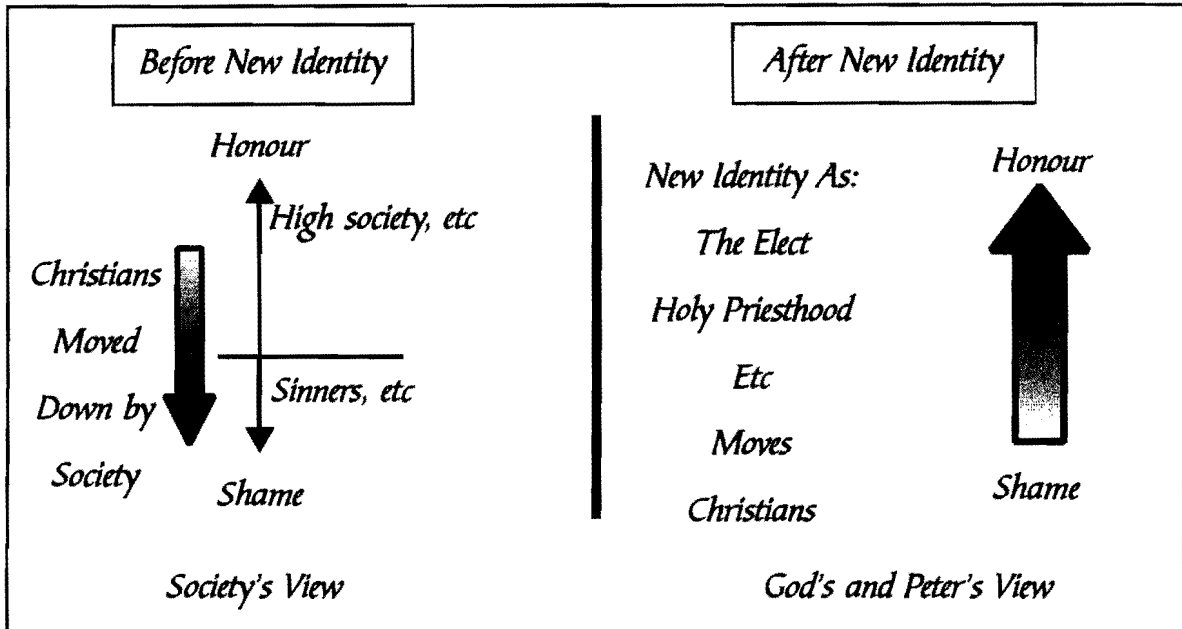 Before New Identity
Honour
High society, etc
Christians
Moved
Down by
Society
Sinners, etc
Shame
Society's View
After New Identity
New Identity As:
The Elect
Holy Priesthood
Etc
Moves
Christians
Honour
Shame
God's and Peter's View